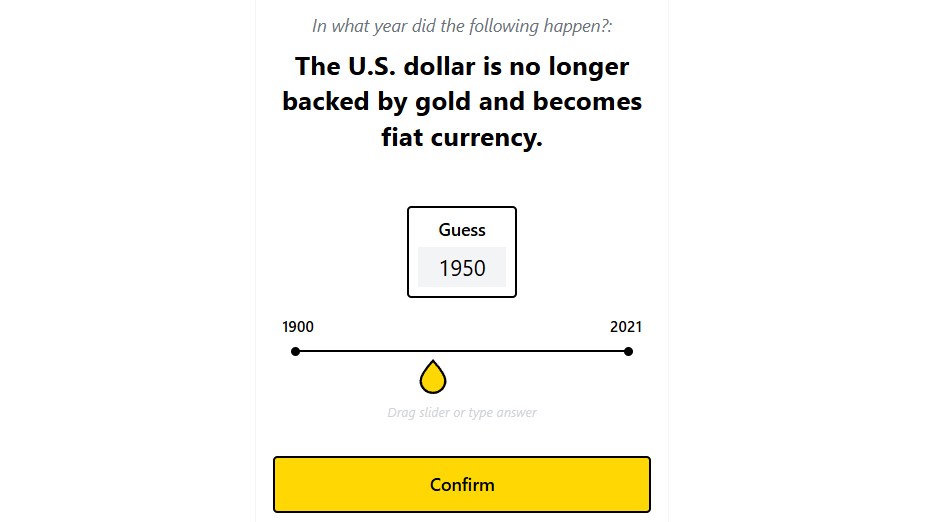 In what year did the following happen?:
The U.S. dollar is no longer
backed by gold and becomes
fiat currency.
Guess
1950
1900
2021
Drag slider or type answer
Confirm